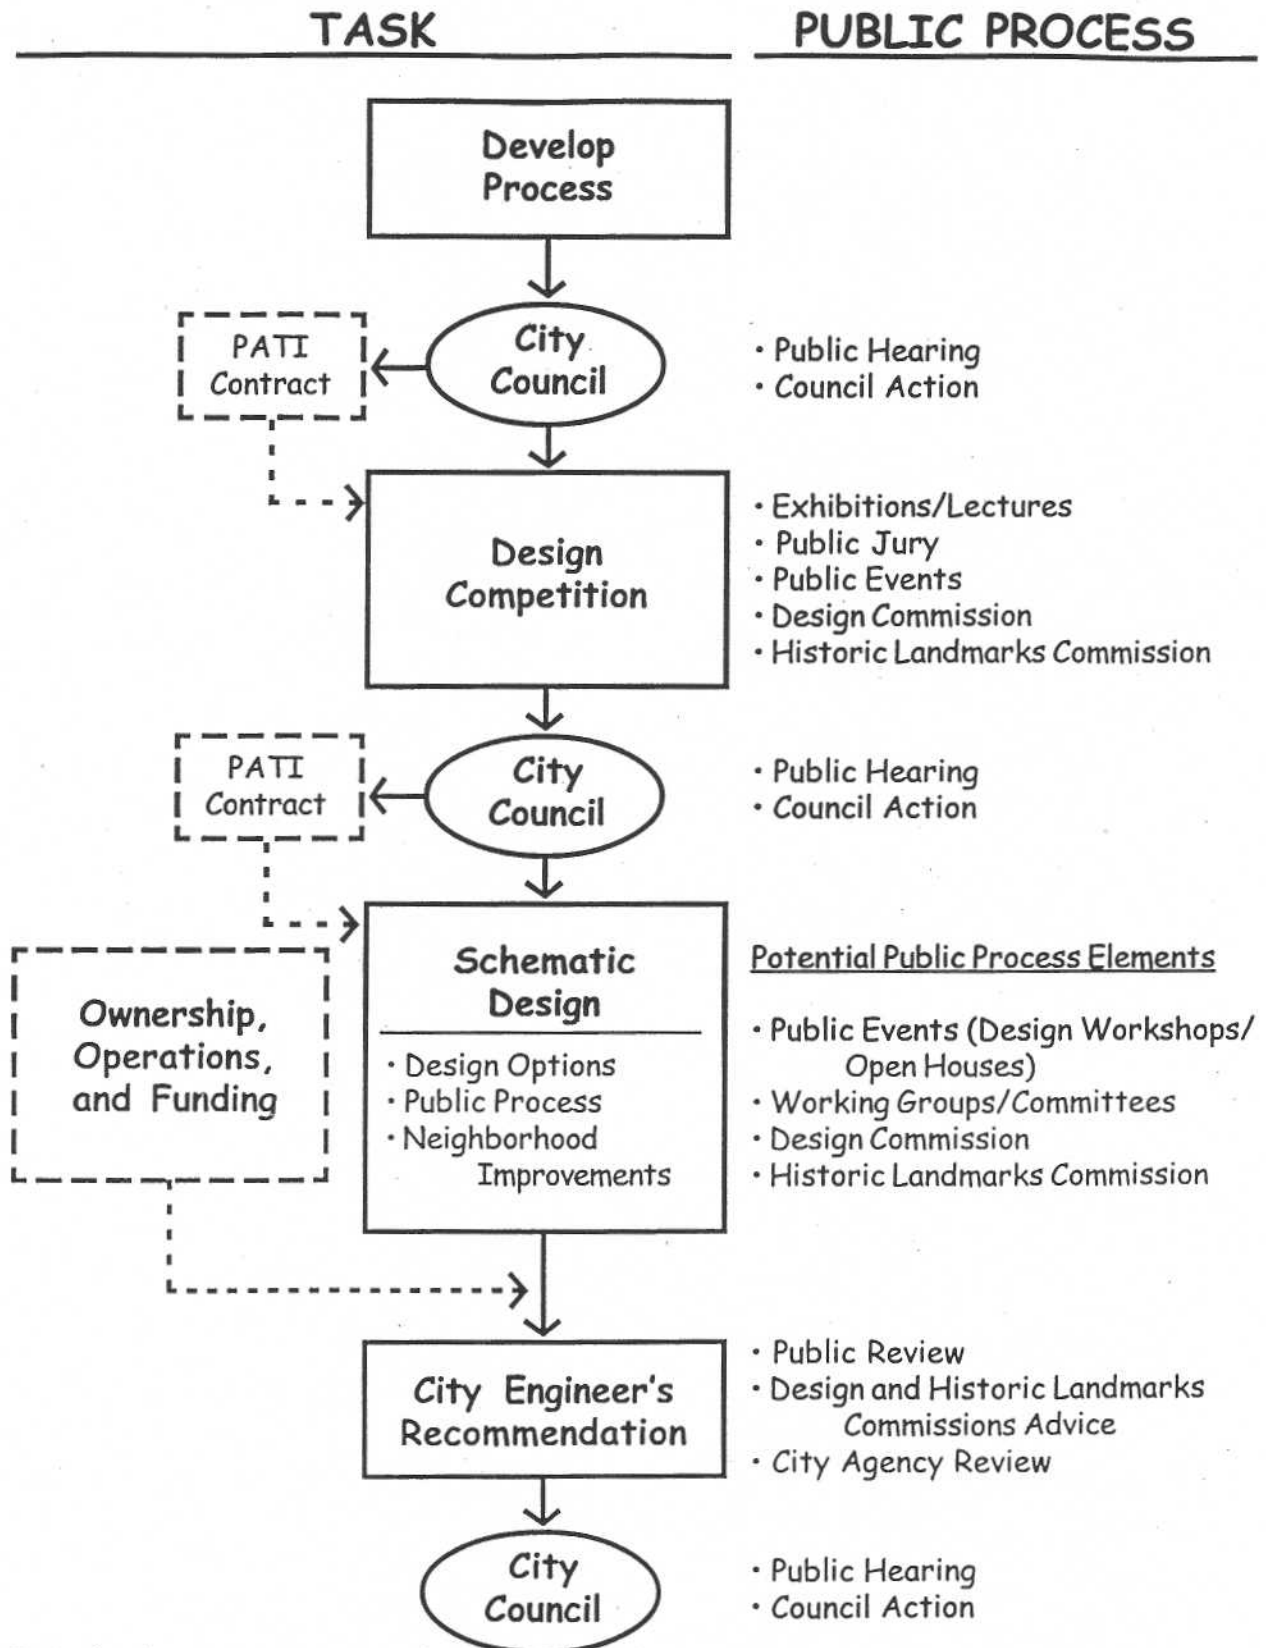 TASK
PUBLIC PROCESS
Develop
Process
City
Council
PATI
Contract
· Public Hearing
· Council Action
Design
Competition
· Exhibitions/Lectures
· Public Jury
· Public Events
· Design Commission
· Historic Landmarks Commission
City
Council
PATI
Contract
· Public Hearing
· Council Action
Schematic
Design
· Design Options
· Public Process
· Neighborhood
Improvements
Ownership,
Operations,
and Funding
Potential Public Process Elements
· Public Events (Design Workshops/
Open Houses)
· Working Groups/Committees
· Design Commission
· Historic Landmarks Commission
City Engineer's
Recommendation
· Public Review
· Design and Historic Landmarks
Commissions Advice
· City Agency Review
City
Council
· Public Hearing
· Council Action